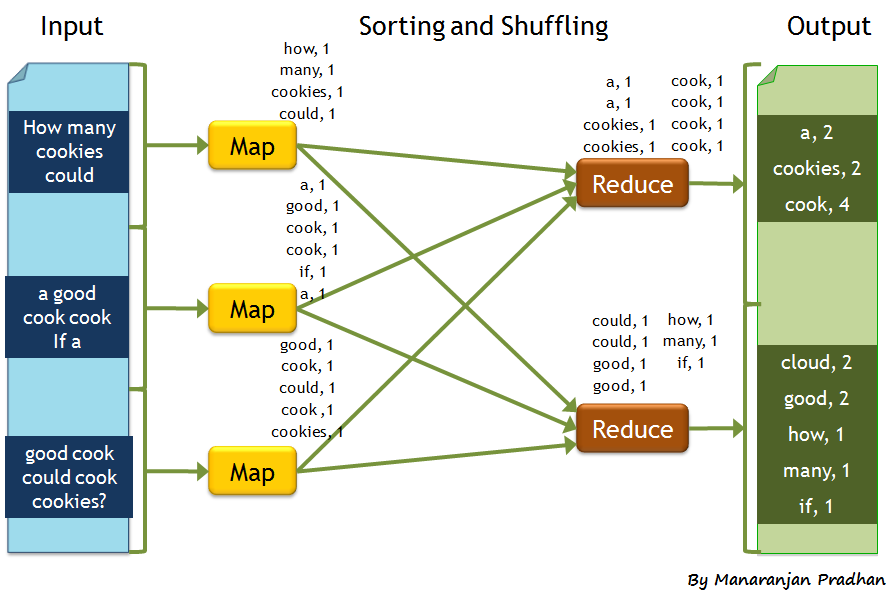 Input
Sorting and Shuffling
Output
How many
cookies
could
a good
cook cook
If a
good cook
could cook
cookies?
how, 1
many, 1
cookies, 1
could, 1
Map
a, 1
good, 1
cook, 1
cook, 1
if, 1
a, 1
Map
good, 1
cook, 1
could, 1
cook ,1
cookies, 1
Map
a, 1
a, 1
cookies, 1
cookies, 1
cook, 1
cook, 1
cook, 1
cook, 1
Reduce
could, 1
could, 1
good, 1
good, 1
how, 1
many, 1
if, 1
Reduce
a, 2
cookies, 2
cook, 4
cloud, 2
good, 2
how, 1
many, 1
if, 1
By Manaranjan Pradhan